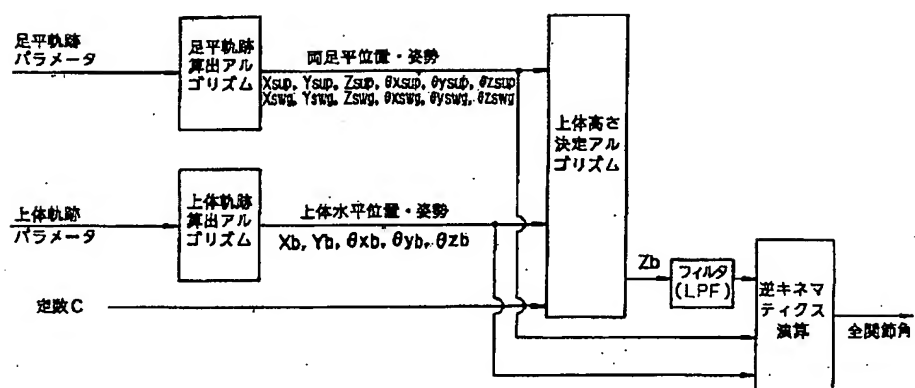 足平軌跡
パラメータ
足平軌跡
算出アル
ゴリズム
両足平位置・姿勢
Xsup, Ysup, Zsup, θxsup, θysup, θzsup
Xswg, Yswg, Zswg, θxswg, θyswg, θzswg
上体高さ
決定アル
ゴリズム
上体軌跡
パラメータ
上体軌跡
算出アル
ゴリズム
上体水平位置・姿勢
Xb, Yb, θxb, θyb, θzb
定数C
Zb
フィルタ
(LPF)
逆キネマ
ティクス
演算
全関節角